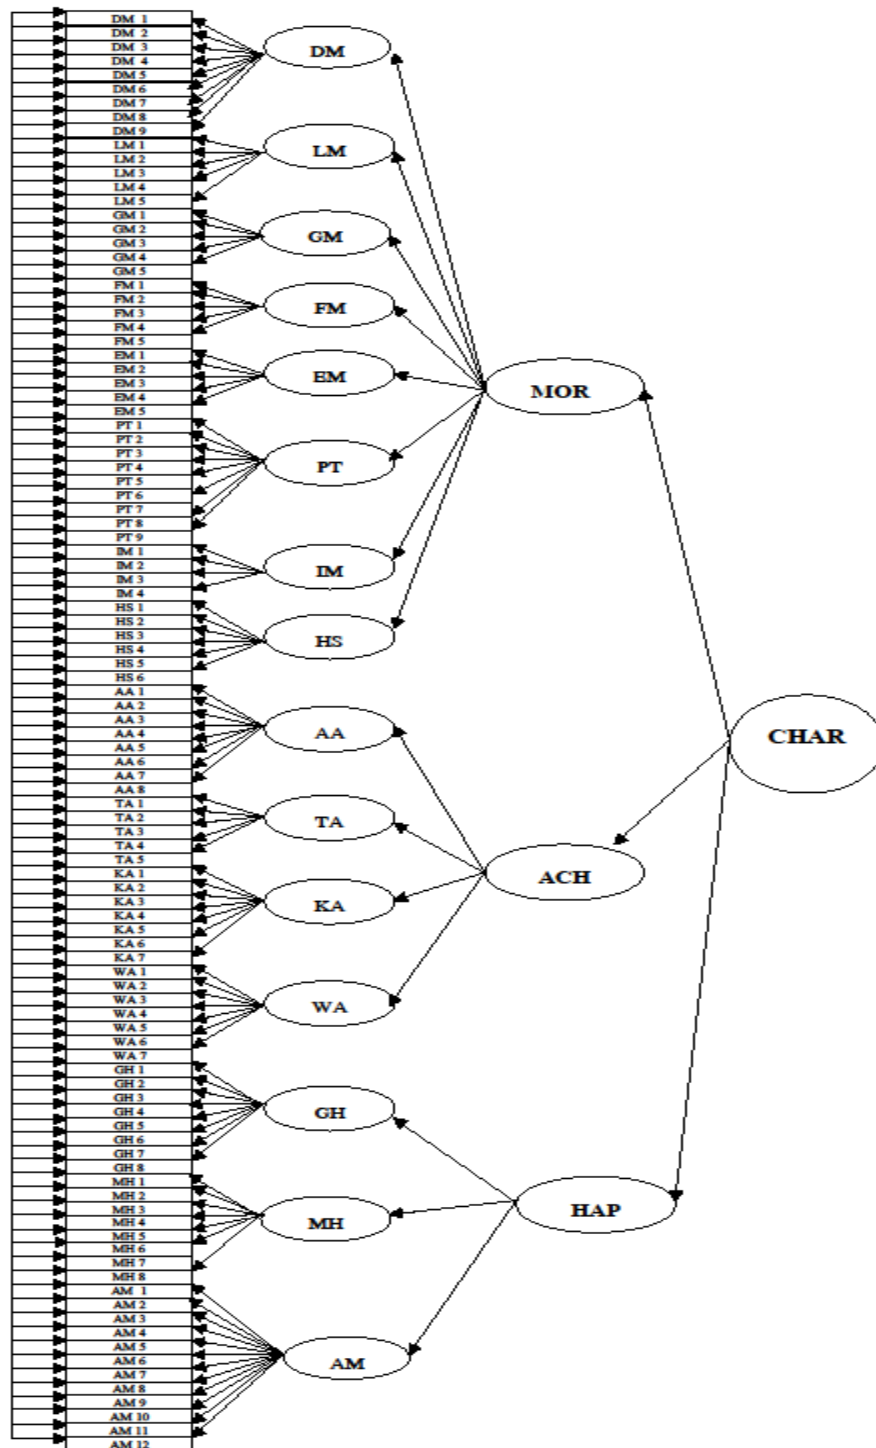 DM 1
DM 2
DM 3
DM 4
DM 5
DM 6
DM 7
DM 8
DM 9
LM 1
LM 2
LM 3
LM 4
LM 5
GM 1
GM 2
GM 3
GM 4
GM 5
FM 1
FM 2
FM 3
FM 4
FM 5
EM 1
EM 2
EM 3
EM 4
EM 5
PT 1
PT 2
PT 3
PT 4
PT 5
PT 6
PT 7
PT 8
PT 9
IM 1
IM 2
IM 3
IM 4
HS 1
HS 2
HS 3
HS 4
HS 5
HS 6
AA 1
AA 2
AA 3
AA 4
AA 5
AA 6
AA 7
AA 8
TA 1
TA 2
TA 3
TA 4
TA 5
KA 1
KA 2
KA 3
KA 4
KA 5
KA 6
KA 7
WA 1
WA 2
WA 3
WA 4
WA 5
WA 6
WA 7
GH 1
GH 2
GH 3
GH 4
GH 5
GH 6
GH 7
GH 8
MH 1
MH 2
MH 3
MH 4
MH 5
MH 6
MH 7
MH 8
AM 1
AM 2
AM 3
AM 4
AM 5
AM 6
AM 7
AM 8
AM 9
AM 10
AM 11
AM 12
DM
LM
GM
FM
EM
PT
IM
HS
AA
TA
KA
WA
GH
MH
AM
MOR
ACH
HAP
CHAR